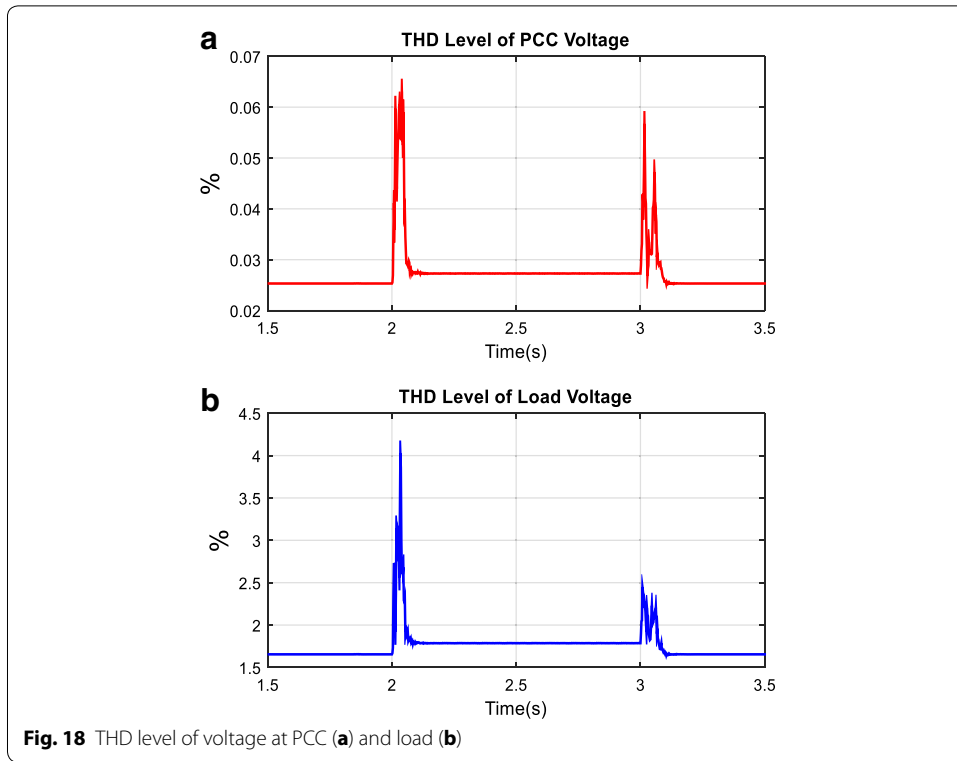 a
THD Level of PCC Voltage
0.07
0.06
0.05
0.04
0.03
0.02
%
1.5 2 2.5 3 3.5
Time(s)
b
THD Level of Load Voltage
4.5
4
3.5
3
2.5
2
1.5
%
1.5 2 2.5 3 3.5
Time(s)
Fig. 18 THD level of voltage at PCC (a) and load (b)